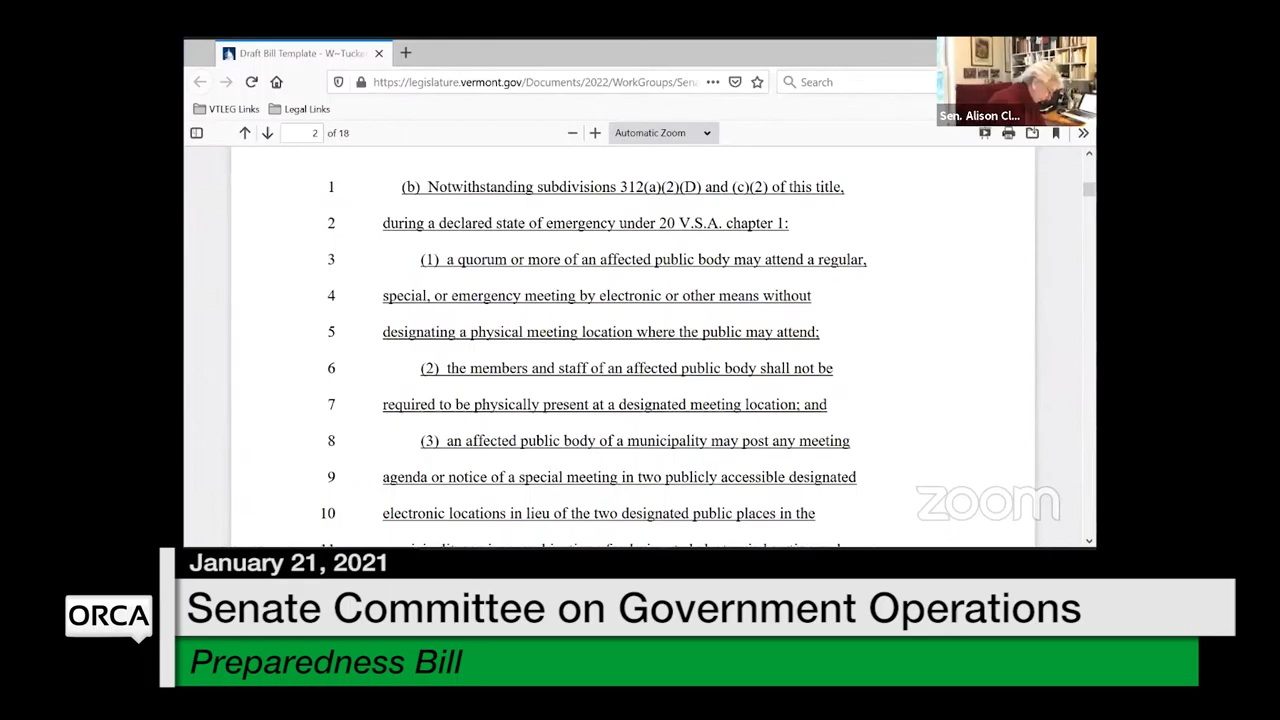 Draft Bill Template - W~Tucke
https://legislature.vermont.gov/Documents/2022/WorkGroups/Sena
Search
VTLEG Links
Legal Links
2 of 18
Automatic Zoom
Sen. Alison Cl...
1 (b) Notwithstanding subdivisions 312(a)(2)(D) and (c)(2) of this title,
2 during a declared state of emergency under 20 V.S.A. chapter 1:
3 (1) a quorum or more of an affected public body may attend a regular,
4 special, or emergency meeting by electronic or other means without
5 designating a physical meeting location where the public may attend;
6 (2) the members and staff of an affected public body shall not be
7 required to be physically present at a designated meeting location; and
8 (3) an affected public body of a municipality may post any meeting
9 agenda or notice of a special meeting in two publicly accessible designated
10 electronic locations in lieu of the two designated public places in the
zoom
January 21, 2021
ORCA
Senate Committee on Government Operations
Preparedness Bill